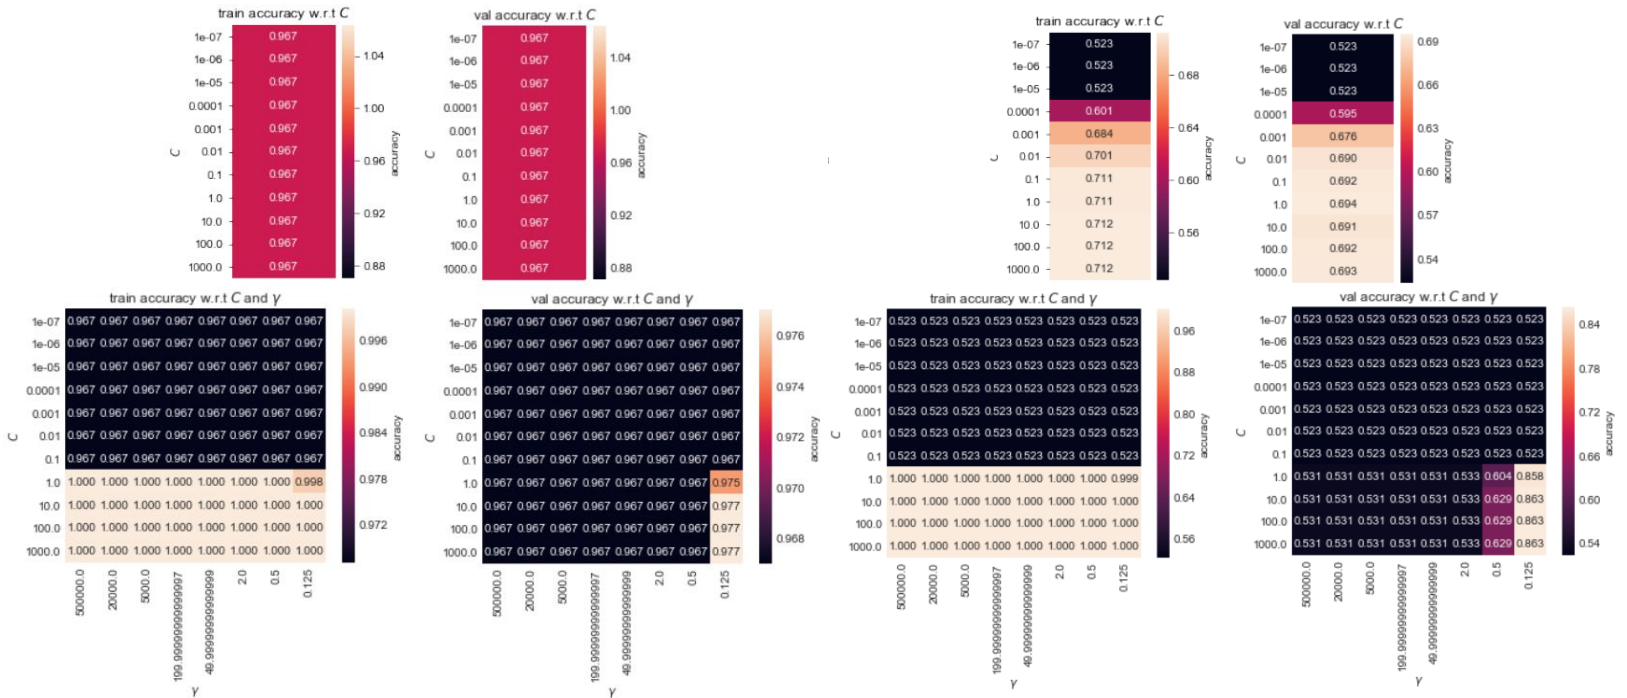 train accuracy w.r.t C
1e-07 0.967
1e-06 0.967
1e-05 0.967
0.0001 0.967
0.001 0.967
0.01 0.967
0.1 0.967
1.0 0.967
10.0 0.967
100.0 0.967
1000.0 0.967
C
1.04
1.00
0.96
0.92
0.88
accuracy
val accuracy w.r.t C
1e-07 0.967
1e-06 0.967
1e-05 0.967
0.0001 0.967
0.001 0.967
0.01 0.967
0.1 0.967
1.0 0.967
10.0 0.967
100.0 0.967
1000.0 0.967
C
1.04
1.00
0.96
0.92
0.88
accuracy
train accuracy w.r.t C
1e-07 0.523
1e-06 0.523
1e-05 0.523
0.0001 0.601
0.001 0.684
0.01 0.701
0.1 0.711
1.0 0.711
10.0 0.712
100.0 0.712
1000.0 0.712
0.68
0.64
0.60
0.56
accuracy
val accuracy w.r.t C
1e-07 0.523
1e-06 0.523
1e-05 0.523
0.0001 0.595
0.001 0.676
0.01 0.690
0.1 0.692
1.0 0.694
10.0 0.691
100.0 0.692
1000.0 0.693
C
0.69
0.66
0.63
0.60
0.57
0.54
accuracy
train accuracy w.r.t C and γ
1e-07 0.967 0.967 0.967 0.967 0.967 0.967 0.967 0.967
1e-06 0.967 0.967 0.967 0.967 0.967 0.967 0.967 0.967
1e-05 0.967 0.967 0.967 0.967 0.967 0.967 0.967 0.967
0.0001 0.967 0.967 0.967 0.967 0.967 0.967 0.967 0.967
0.001 0.967 0.967 0.967 0.967 0.967 0.967 0.967 0.967
0.01 0.967 0.967 0.967 0.967 0.967 0.967 0.967 0.967
0.1 0.967 0.967 0.967 0.967 0.967 0.967 0.967 0.967
1.0 1.000 1.000 1.000 1.000 1.000 1.000 1.000 0.998
10.0 1.000 1.000 1.000 1.000 1.000 1.000 1.000 1.000
100.0 1.000 1.000 1.000 1.000 1.000 1.000 1.000 1.000
1000.0 1.000 1.000 1.000 1.000 1.000 1.000 1.000 1.000
C
2.0 0.5 0.125
γ
0.996
0.990
0.984
0.978
0.972
accuracy
val accuracy w.r.t C and γ
1e-07 0.967 0.967 0.967 0.967 0.967 0.967 0.967 0.967
1e-06 0.967 0.967 0.967 0.967 0.967 0.967 0.967 0.967
1e-05 0.967 0.967 0.967 0.967 0.967 0.967 0.967 0.967
0.0001 0.967 0.967 0.967 0.967 0.967 0.967 0.967 0.967
0.001 0.967 0.967 0.967 0.967 0.967 0.967 0.967 0.967
0.01 0.967 0.967 0.967 0.967 0.967 0.967 0.967 0.967
0.1 0.967 0.967 0.967 0.967 0.967 0.967 0.967 0.967
1.0 0.967 0.967 0.967 0.967 0.967 0.967 0.967 0.975
10.0 0.967 0.967 0.967 0.967 0.967 0.967 0.967 0.977
100.0 0.967 0.967 0.967 0.967 0.967 0.967 0.967 0.977
1000.0 0.967 0.967 0.967 0.967 0.967 0.967 0.967 0.977
C
2.0 0.5 0.125
γ
0.976
0.974
0.972
0.970
0.968
accuracy
train accuracy w.r.t C and γ
1e-07 0.523 0.523 0.523 0.523 0.523 0.523 0.523 0.523
1e-06 0.523 0.523 0.523 0.523 0.523 0.523 0.523 0.523
1e-05 0.523 0.523 0.523 0.523 0.523 0.523 0.523 0.523
0.0001 0.523 0.523 0.523 0.523 0.523 0.523 0.523 0.523
0.001 0.523 0.523 0.523 0.523 0.523 0.523 0.523 0.523
0.01 0.523 0.523 0.523 0.523 0.523 0.523 0.523 0.523
0.1 0.523 0.523 0.523 0.523 0.523 0.523 0.523 0.523
1.0 1.000 1.000 1.000 1.000 1.000 1.000 1.000 0.999
10.0 1.000 1.000 1.000 1.000 1.000 1.000 1.000 1.000
100.0 1.000 1.000 1.000 1.000 1.000 1.000 1.000 1.000
1000.0 1.000 1.000 1.000 1.000 1.000 1.000 1.000 1.000
C
2.0 0.5 0.125
γ
0.96
0.88
0.80
0.72
0.64
0.56
accuracy
val accuracy w.r.t C and γ
1e-07 0.523 0.523 0.523 0.523 0.523 0.523 0.523 0.523
1e-06 0.523 0.523 0.523 0.523 0.523 0.523 0.523 0.523
1e-05 0.523 0.523 0.523 0.523 0.523 0.523 0.523 0.523
0.0001 0.523 0.523 0.523 0.523 0.523 0.523 0.523 0.523
0.001 0.523 0.523 0.523 0.523 0.523 0.523 0.523 0.523
0.01 0.523 0.523 0.523 0.523 0.523 0.523 0.523 0.523
0.1 0.523 0.523 0.523 0.523 0.523 0.523 0.523 0.523
1.0 0.531 0.531 0.531 0.531 0.531 0.533 0.604 0.858
10.0 0.531 0.531 0.531 0.531 0.531 0.533 0.629 0.863
100.0 0.531 0.531 0.531 0.531 0.531 0.533 0.629 0.863
1000.0 0.531 0.531 0.531 0.531 0.531 0.533 0.629 0.863
C
2.0 0.5 0.125
γ
0.84
0.78
0.72
0.66
0.60
0.54
accuracy